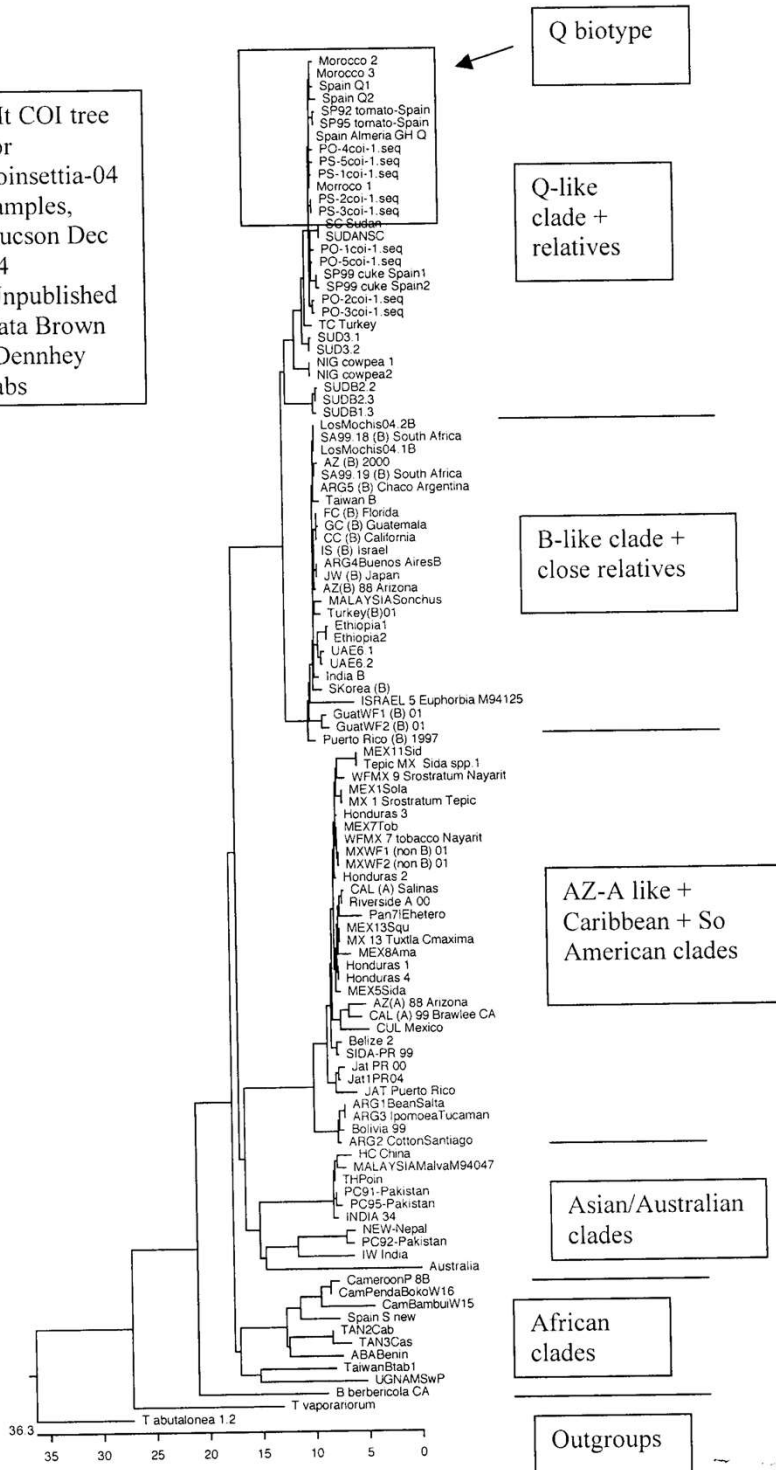 Q biotype
It COI tree
or
oinsettia-04
amples,
ucson Dec
4
Unpublished
ata Brown
Dennhey
abs
Morocco 2
Morocco 3
Spain Q1
Spain Q2
SP92 tomato-Spain
SP95 tomato-Spain
Spain Almeria GH Q
PO-4coi-1.seq
PS-5coi-1.seq
PS-1coi-1.seq
Morroco 1
PS-2coi-1.seq
PS-3coi-1.seq
SC Sudan
SUDANSC
PO-1coi-1.seq
PO-5coi-1.seq
SP99 cuke Spain1
SP99 cuke Spain2
PO-2coi-1.seq
PO-3coi-1.seq
TC Turkey
SUD3.1
SUD3.2
NIG cowpea 1
NIG cowpea2
SUDB2.2
SUDB2.3
SUDB1.3
Q-like
clade +
relatives
LosMochis04.2B
SA99.18 (B) South Africa
LosMochis04.1B
AZ (B) 2000
SA99.19 (B) South Africa
ARG5 (B) Chaco Argentina
Taiwan B
FC (B) Florida
GC (B) Guatemala
CC (B) California
IS (B) Israel
ARG4Buenos AiresB
JW (B) Japan
AZ(B) 88 Arizona
MALAYSIASonchus
Turkey(B)01
Ethiopia1
Ethiopia2
UAE6.1
UAE6.2
India B
SKorea (B)
ISRAEL 5 Euphorbia M94125
GuatWF1 (B) 01
GuatWF2 (B) 01
Puerto Rico (B) 1997
B-like clade +
close relatives
MEX11Sid
Tepic MX Sida spp.1
WFMX 9 Srostratum Nayarit
MEX1Sola
MX 1 Srostratum Tepic
Honduras 3
MEX7Tob
WFMX 7 tobacco Nayarit
MXWF1 (non B) 01
MXWF2 (non B) 01
Honduras 2
CAL (A) Salinas
Riverside A 00
Pan7IEhetero
MEX13Squ
MX 13 Tuxtla Cmaxima
MEX8Ama
Honduras 1
Honduras 4
MEX5Sida
AZ(A) 88 Arizona
CAL (A) 99 Brawlee CA
CUL Mexico
Belize 2
SIDA-PR 99
Jat PR 00
Jat1PR04
JAT Puerto Rico
ARG1BeanSalta
ARG3 IpomoeaTucaman
Bolivia 99
ARG2 CottonSantiago
AZ-A like +
Caribbean + So
American clades
HC China
MALAYSIAMalvaM94047
THPoin
PC91-Pakistan
PC95-Pakistan
INDIA 34
NEW-Nepal
PC92-Pakistan
IW India
Australia
Asian/Australian
clades
CameroonP 8B
CamPendaBokoW16
CamBambuiW15
Spain S new
TAN2Cab
TAN3Cas
ABABenin
TaiwanBtab1
UGNAMSwP
B berbericola CA
African
clades
T vaporariorum
T abutalonea 1.2
Outgroups
36.3
35 30 25 20 15 10 5 0